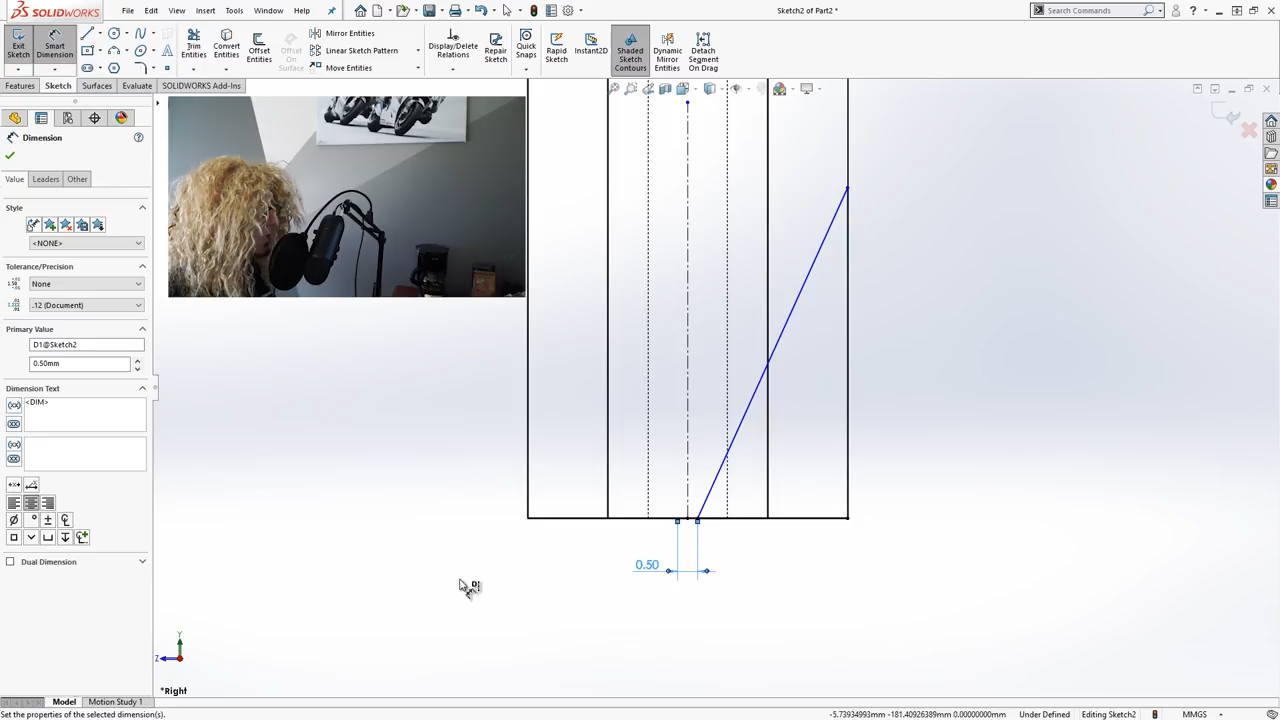 SOLIDWORKS
File Edit View Insert Tools Window Help
Sketch2 of Part2 *
Search Commands
Exit Sketch
Smart Dimension
Trim Entities
Convert Entities
Offset Entities
Offset On Surface
Mirror Entities
Linear Sketch Pattern
Move Entities
Display/Delete Relations
Repair Sketch
Quick Snaps
Rapid Sketch
Instant2D
Shaded Sketch Contours
Dynamic Mirror Entities
Detach Segment On Drag
Features Sketch Surfaces Evaluate SOLIDWORKS Add-Ins
Dimension
Value Leaders Other
Style
<NONE>
Tolerance/Precision
None
.12 (Document)
Primary Value
D1@Sketch2
0.50mm
Dimension Text
<DIM>
Dual Dimension
0.50
Y
Z
*Right
Model Motion Study 1
Set the properties of the selected dimension(s).
-5.73934993mm -181.40926389mm 0.00000000mm Under Defined Editing Sketch2 MMGS